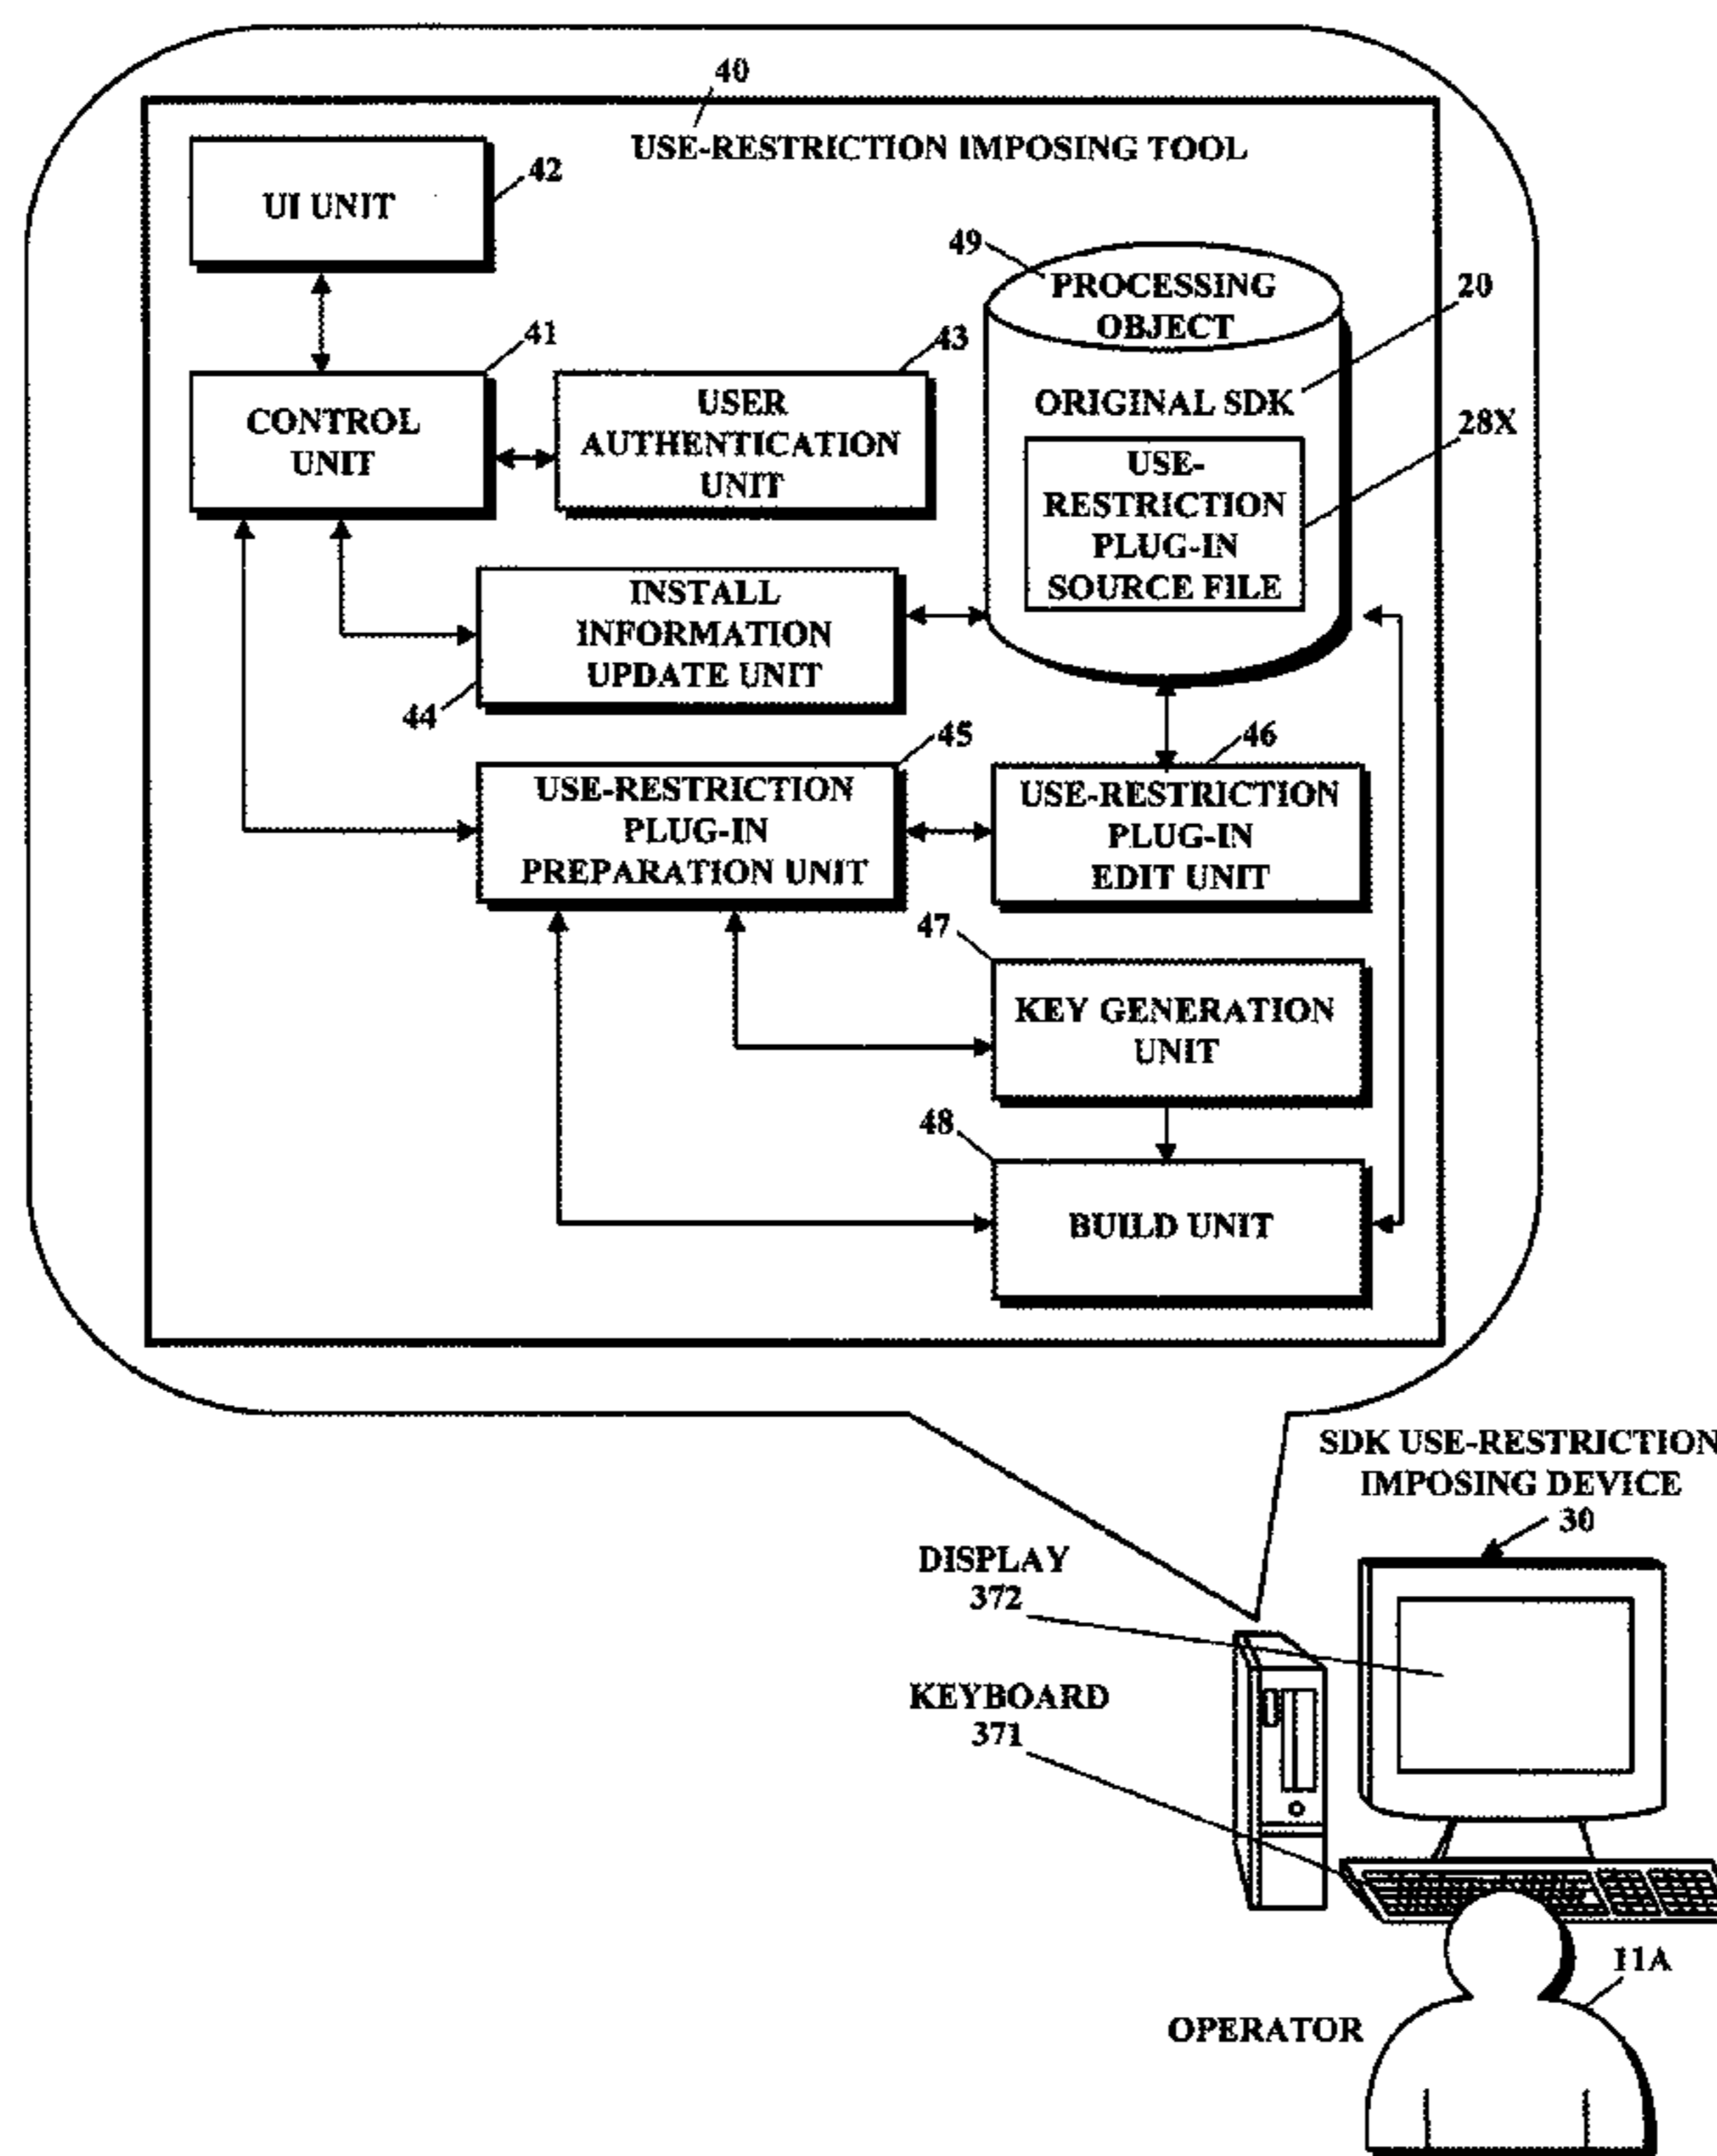 40
USE-RESTRICTION IMPOSING TOOL
UI UNIT
42
49
PROCESSING
OBJECT
20
41
CONTROL
UNIT
43
USER
AUTHENTICATION
UNIT
ORIGINAL SDK
28X
USE-
RESTRICTION
PLUG-IN
SOURCE FILE
INSTALL
INFORMATION
UPDATE UNIT
44
45
USE-RESTRICTION
PLUG-IN
PREPARATION UNIT
46
USE-RESTRICTION
PLUG-IN
EDIT UNIT
47
KEY GENERATION
UNIT
48
BUILD UNIT
SDK USE-RESTRICTION
IMPOSING DEVICE
30
DISPLAY
372
KEYBOARD
371
11A
OPERATOR